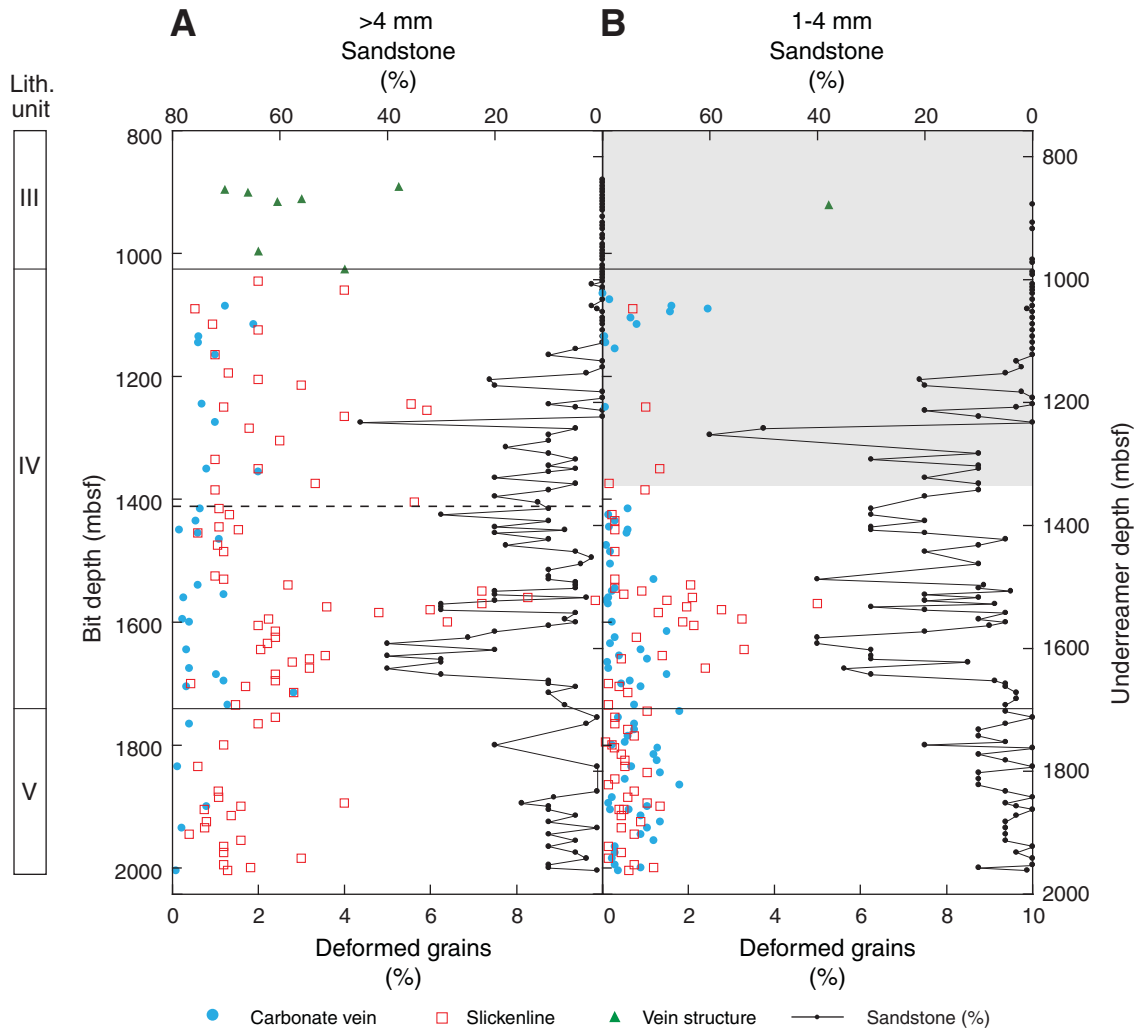 A
>4 mm
Sandstone
(%)
B
1-4 mm
Sandstone
(%)
Lith.
unit
80 60 40 20 0 60 40 20 0
III
IV
V
Bit depth (mbsf)
800
1000
1200
1400
1600
1800
2000
Underreamer depth (mbsf)
800
1000
1200
1400
1600
1800
2000
0 2 4 6 8 0 2 4 6 8 10
Deformed grains
(%)
Deformed grains
(%)
Carbonate vein Slickenline Vein structure Sandstone (%)